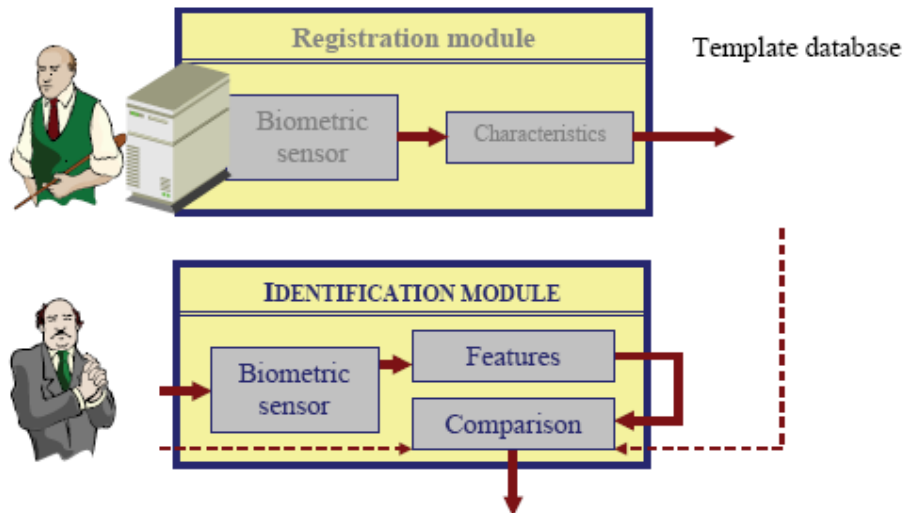 Registration module
Template database
Biometric
sensor
Characteristics
IDENTIFICATION MODULE
Biometric
sensor
Features
Comparison